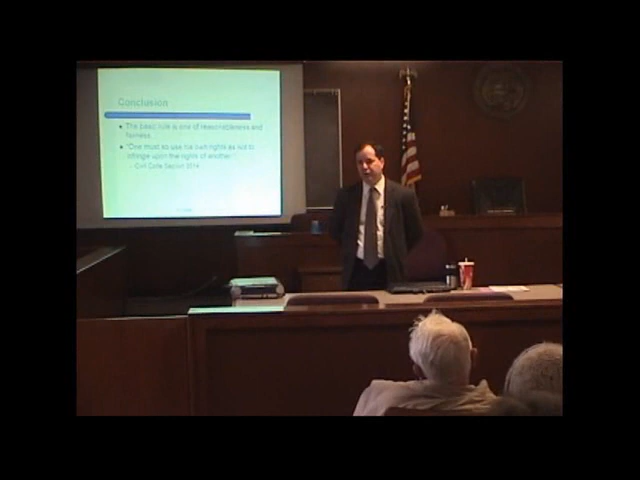 Conclusion
• The basic rule is one of reasonableness and
fairness.
• "One must so use his own rights as not to
infringe upon the rights of another."
- Civil Code Section 3514